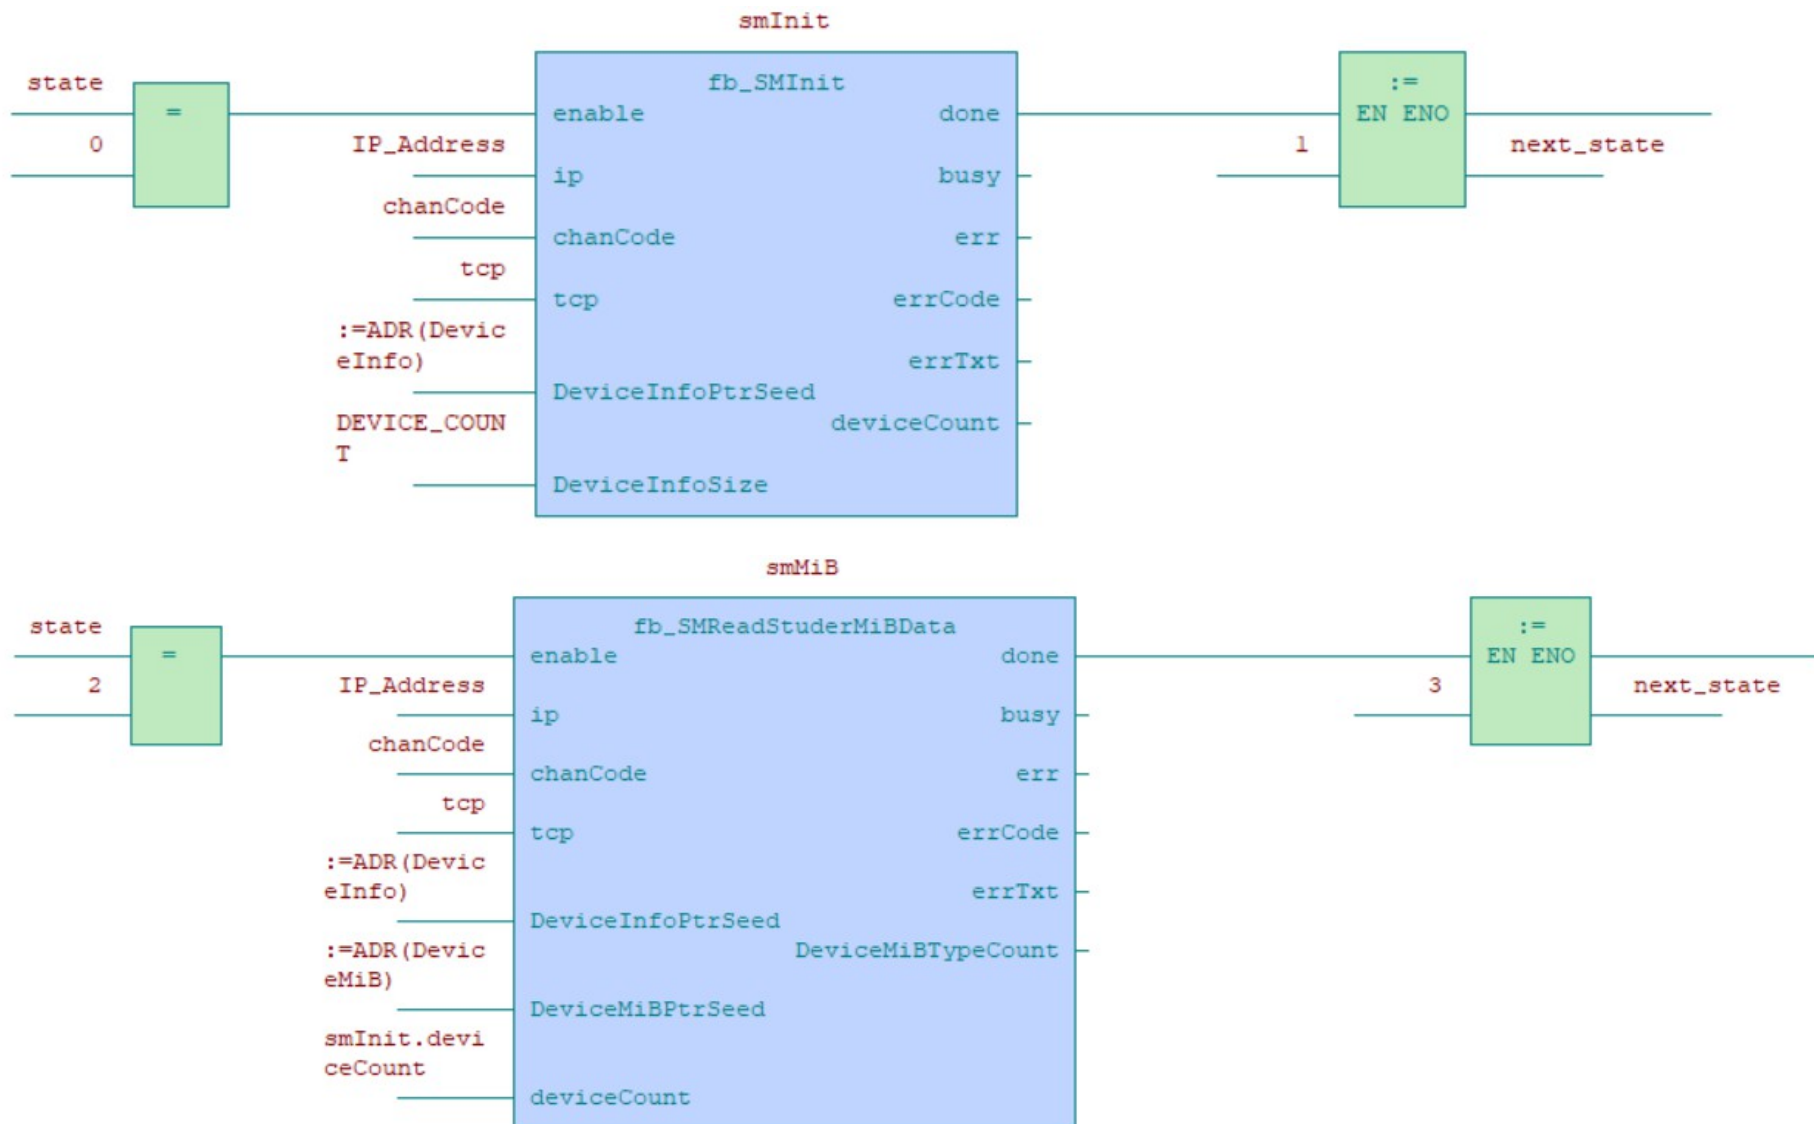 smInit
state
=
fb_SMInit
:=
enable
done
EN ENO
0
IP_Address
1
next_state
ip
busy
chanCode
chanCode
err
tcp
tcp
errCode
:=ADR(Devic
eInfo)
errTxt
DeviceInfoPtrSeed
DEVICE_COUN
T
deviceCount
DeviceInfoSize
smMiB
state
=
fb_SMReadStuderMiBData
:=
enable
done
EN ENO
2
IP_Address
3
next_state
ip
busy
chanCode
chanCode
err
tcp
tcp
errCode
:=ADR(Devic
eInfo)
errTxt
DeviceInfoPtrSeed
:=ADR(Devic
eMiB)
DeviceMiBTypeCount
DeviceMiBPtrSeed
smInit.devi
ceCount
deviceCount